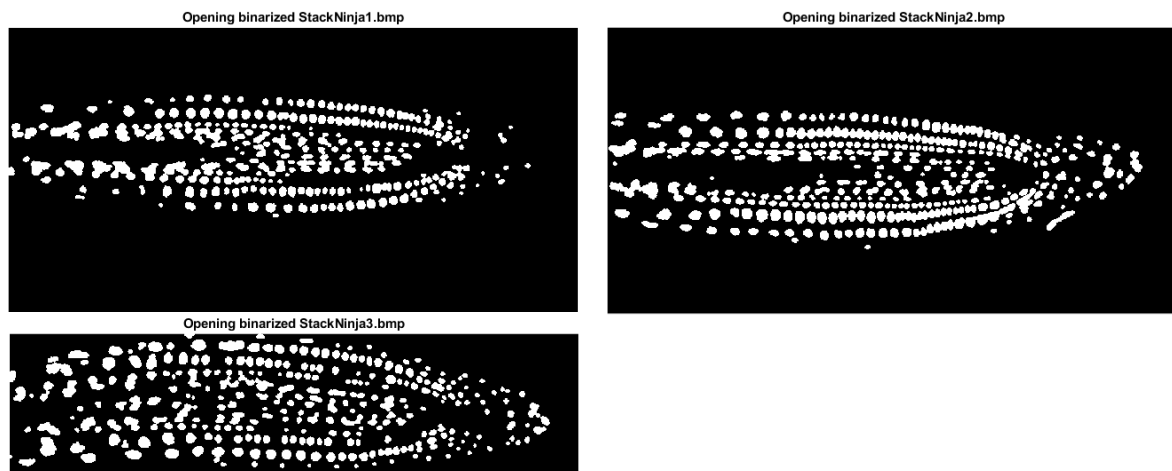 Opening binarized StackNinja1.bmp
Opening binarized StackNinja2.bmp
Opening binarized StackNinja3.bmp